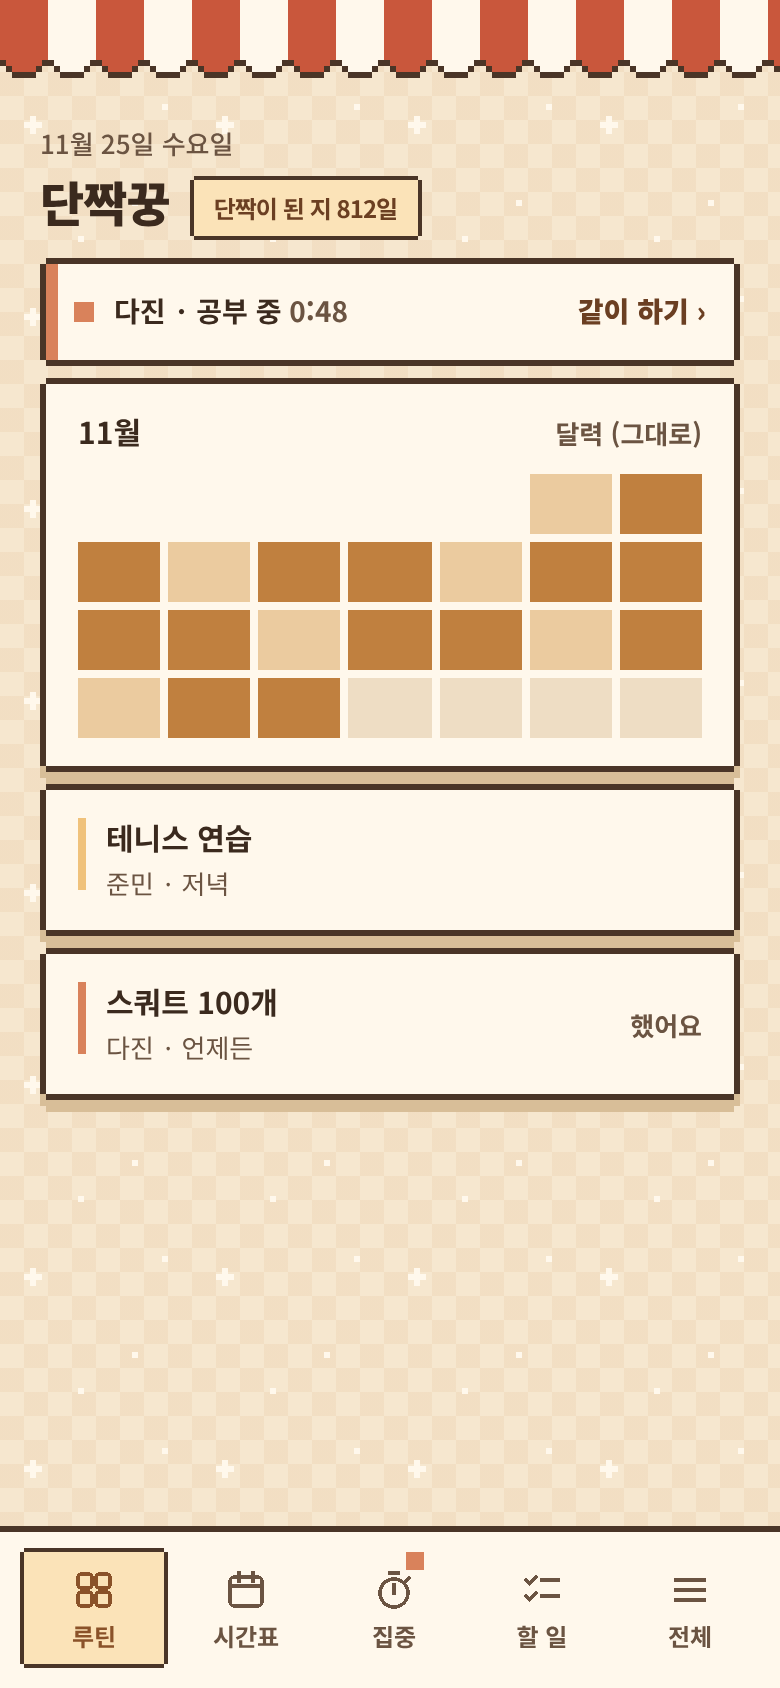 11월 25일 수요일
단짝꿍
단짝이 된 지 812일
다진 · 공부 중 0:48
같이 하기 ›
11월
달력 (그대로)
테니스 연습
준민 · 저녁
스쿼트 100개
다진 · 언제든
했어요
루틴
시간표
집중
할 일
전체